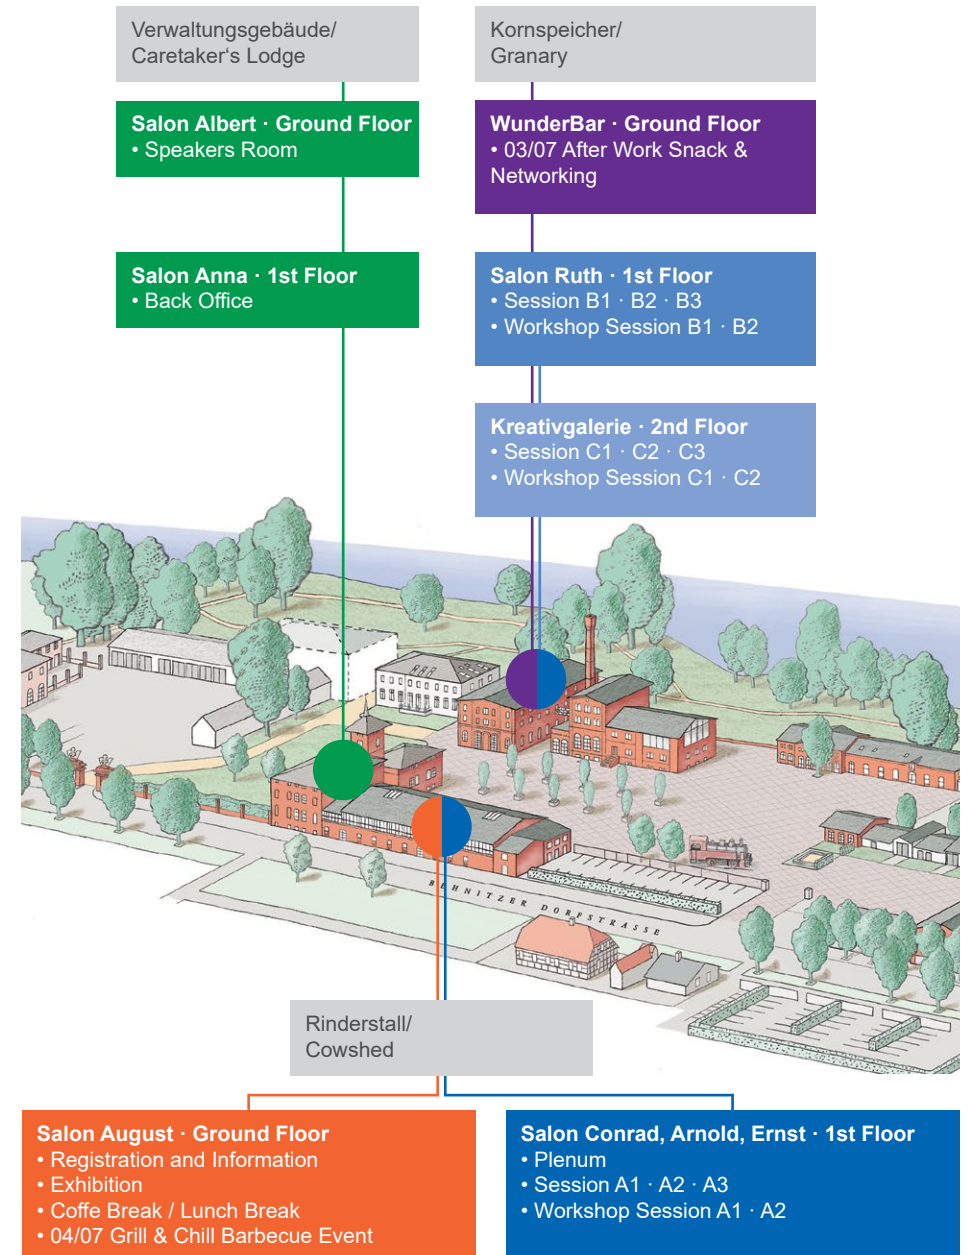 Verwaltungsgebäude/
Caretaker‘s Lodge
Salon Albert · Ground Floor
• Speakers Room
Salon Anna · 1st Floor
• Back Office
Kornspeicher/
Granary
WunderBar · Ground Floor
• 03/07 After Work Snack &
Networking
Salon Ruth · 1st Floor
• Session B1 · B2 · B3
• Workshop Session B1 · B2
Kreativgalerie · 2nd Floor
• Session C1 · C2 · C3
• Workshop Session C1 · C2
BEHNITZER DORFSTRASSE
Rinderstall/
Cowshed
Salon August · Ground Floor
• Registration and Information
• Exhibition
• Coffe Break / Lunch Break
• 04/07 Grill & Chill Barbecue Event
Salon Conrad, Arnold, Ernst · 1st Floor
• Plenum
• Session A1 · A2 · A3
• Workshop Session A1 · A2